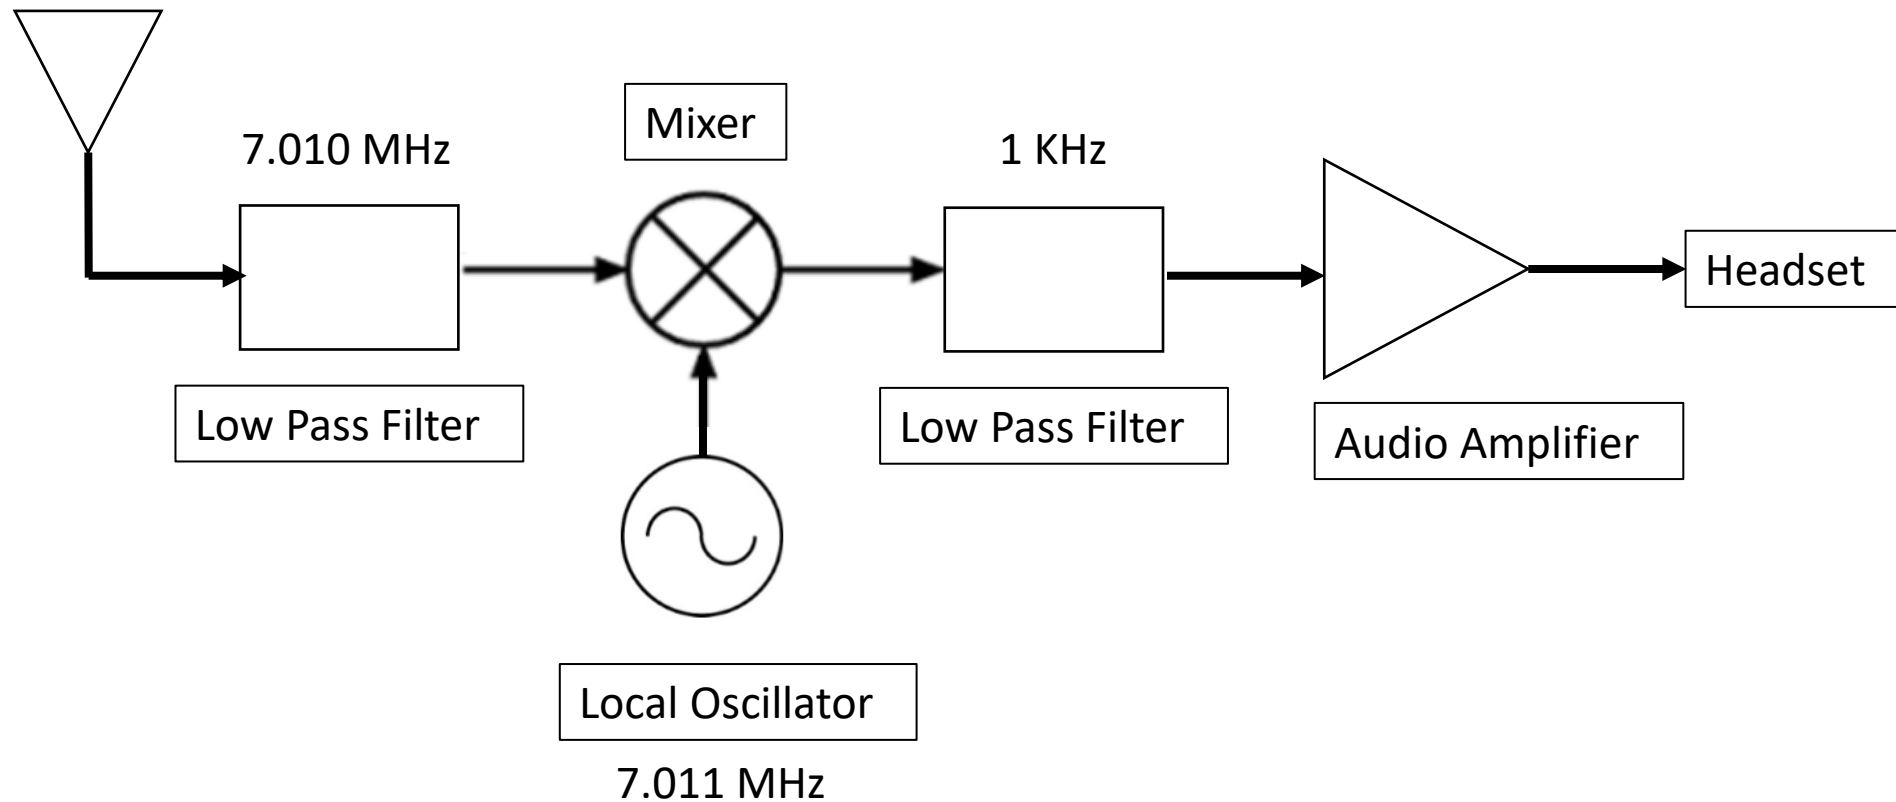 Mixer
7.010 MHz
1 KHz
Headset
Low Pass Filter
Low Pass Filter
Audio Amplifier
Local Oscillator
7.011 MHz